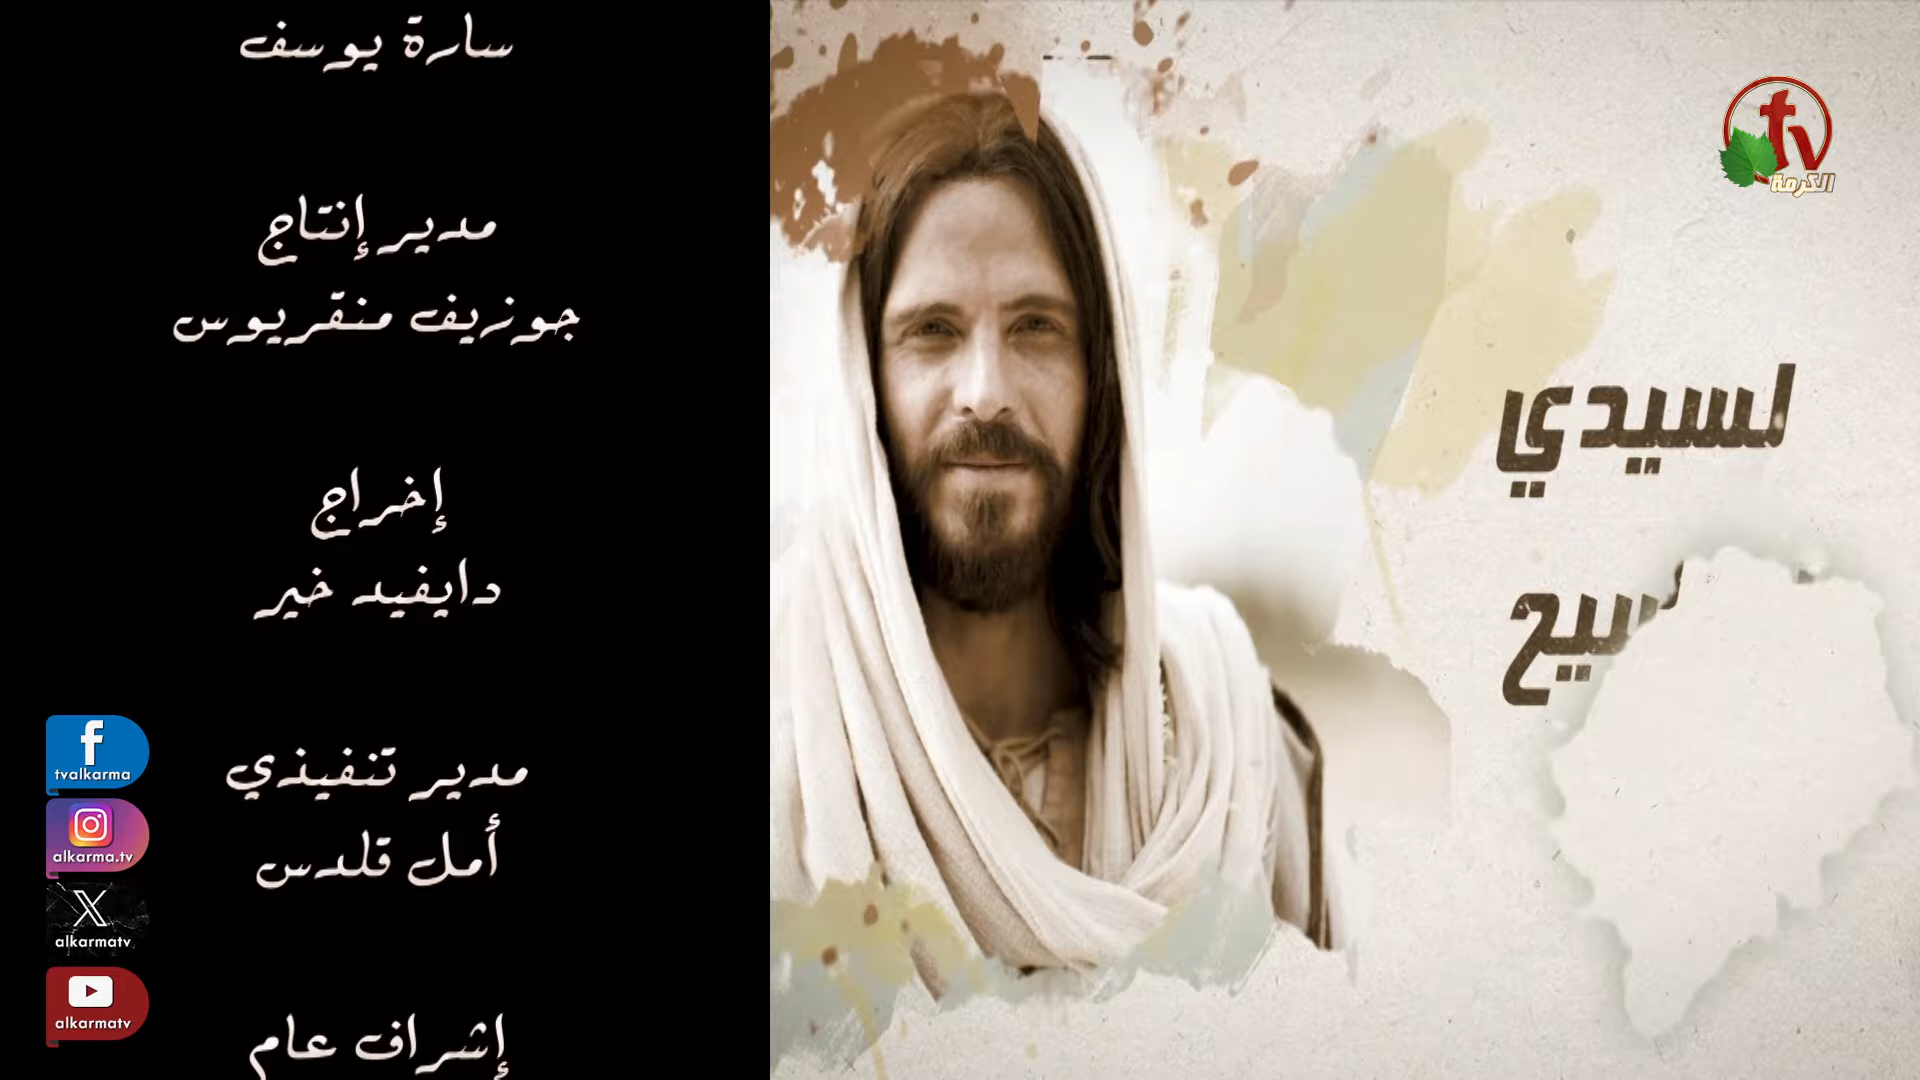 سارة يوسف
مدير إنتاج
جوزيف منقريوس
إخراج
دايفيد خير
مدير تنفيذي
أمل قلدس
إشراف عام
tvalkarma
alkarma.tv
alkarmatv
alkarmatv
tv
الكرمة
لسيدي